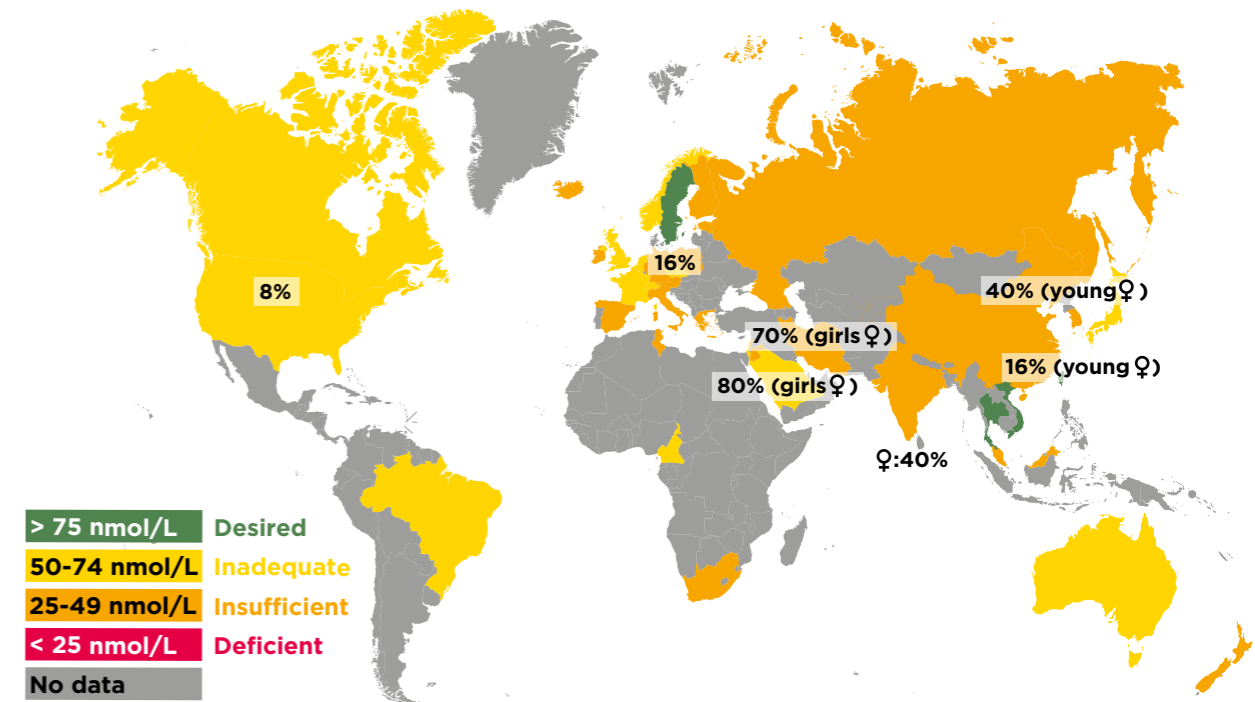 8%
16%
40% (young♀)
70% (girls♀)
16% (young♀)
80% (girls♀)
♀:40%
> 75 nmol/L Desired
50-74 nmol/L Inadequate
25-49 nmol/L Insufficient
< 25 nmol/L Deficient
No data